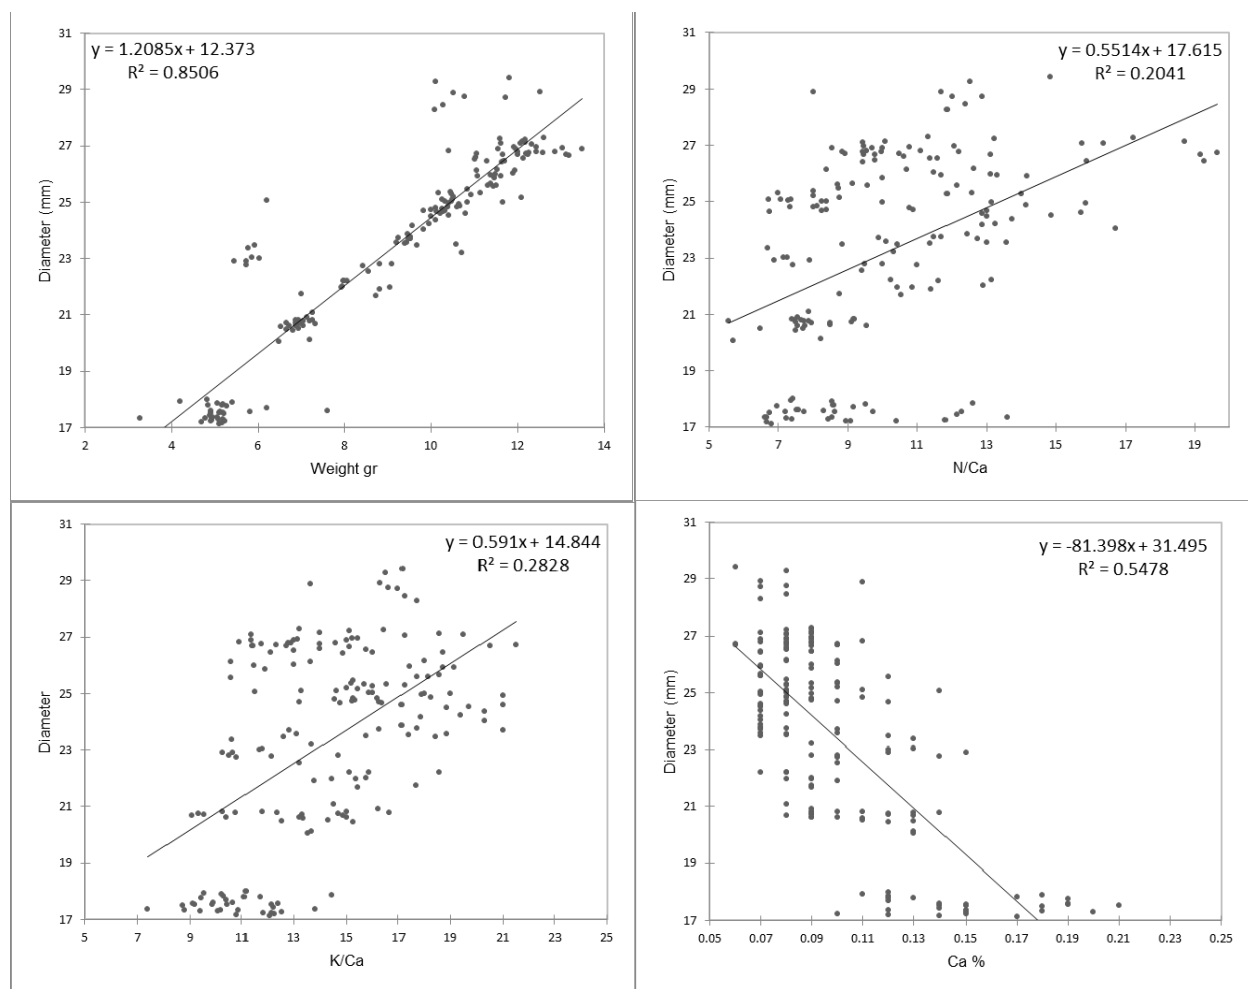 y = 1.2085x + 12.373
R² = 0.8506
31
29
27
25
23
21
19
17
Diameter (mm)
2 4 6 8 10 12 14
Weight gr
y = 0.5514x + 17.615
R² = 0.2041
31
29
27
25
23
21
19
17
Diameter (mm)
5 7 9 11 13 15 17 19
N/Ca
y = 0.591x + 14.844
R² = 0.2828
31
29
27
25
23
21
19
17
Diameter
5 7 9 11 13 15 17 19 21 23 25
K/Ca
y = -81.398x + 31.495
R² = 0.5478
31
29
27
25
23
21
19
17
Diameter (mm)
0.05 0.07 0.09 0.11 0.13 0.15 0.17 0.19 0.21 0.23 0.25
Ca %